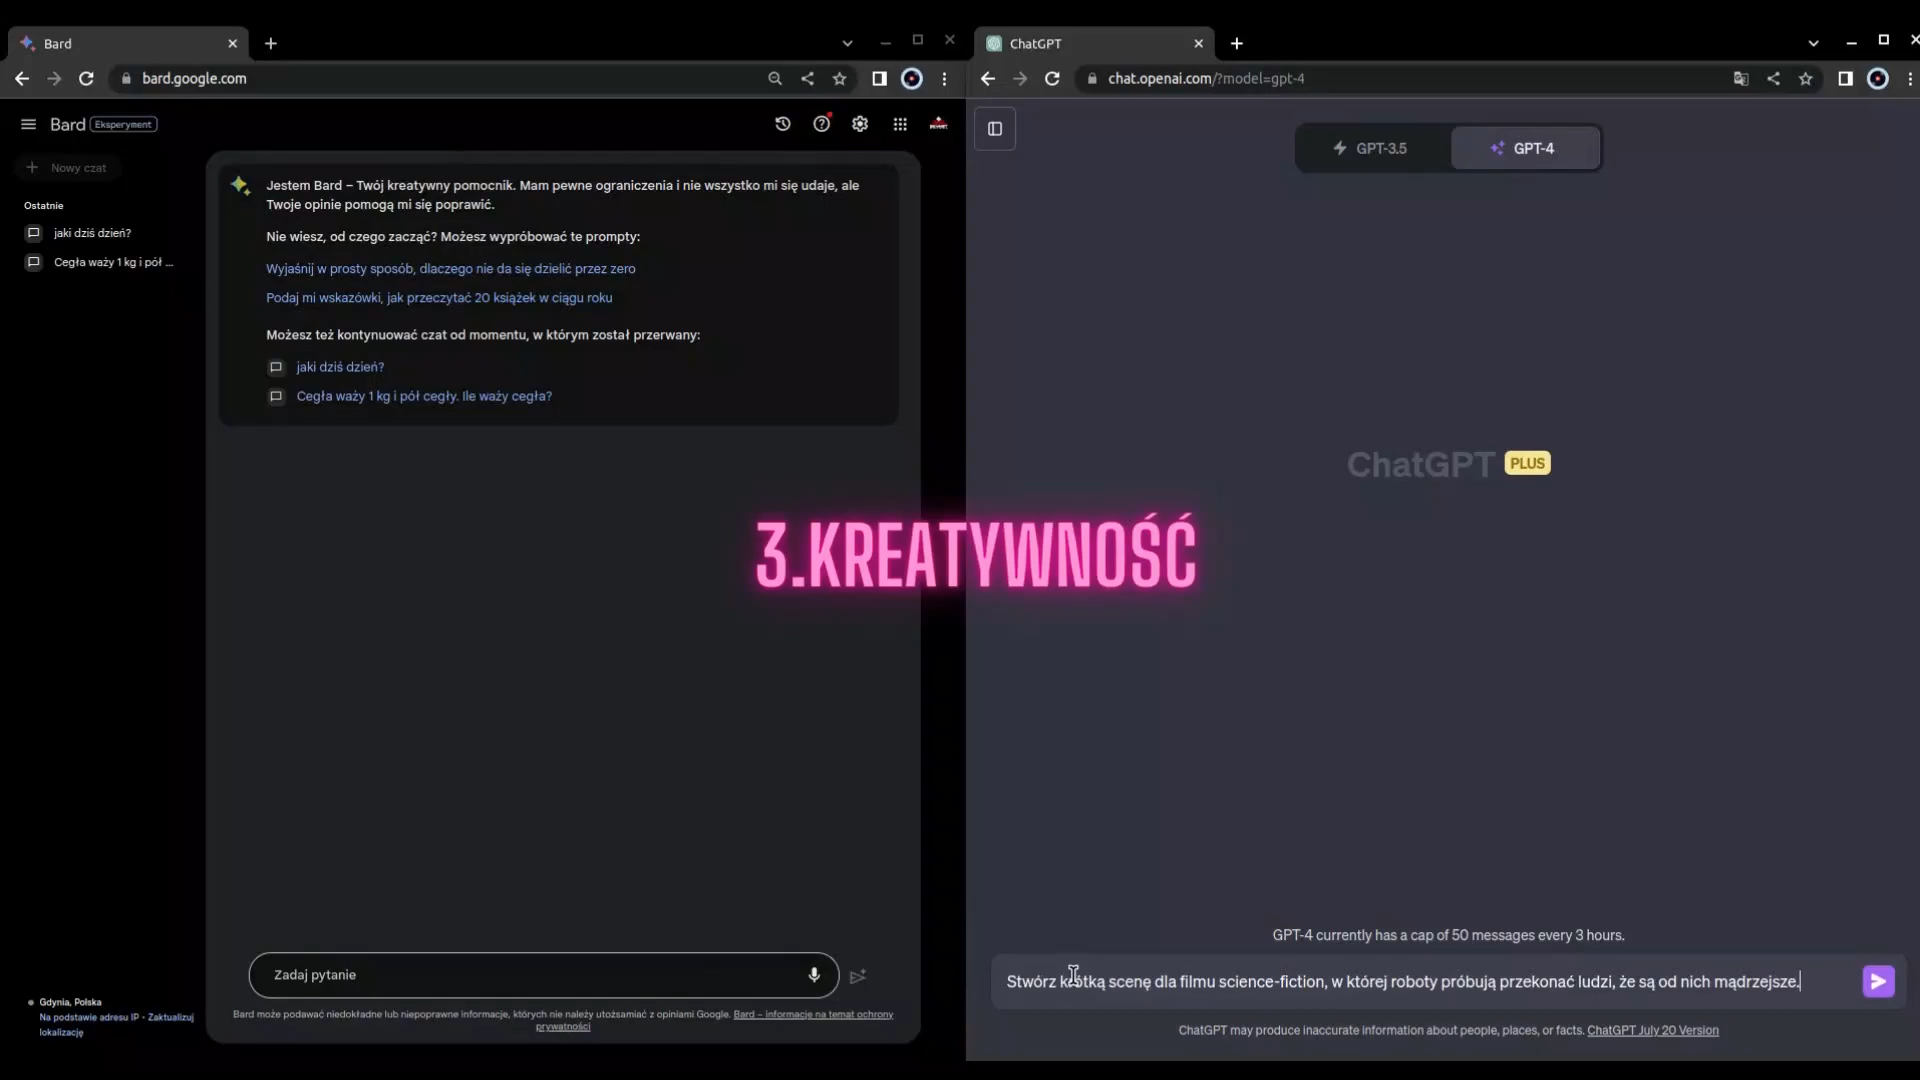 Bard
bard.google.com
Bard Eksperyment
Nowy czat
Ostatnie
jaki dziś dzień?
Cegła waży 1 kg i pół ...
Jestem Bard – Twój kreatywny pomocnik. Mam pewne ograniczenia i nie wszystko mi się udaje, ale
Twoje opinie pomogą mi się poprawić.
Nie wiesz, od czego zacząć? Możesz wypróbować te prompty:
Wyjaśnij w prosty sposób, dlaczego nie da się dzielić przez zero
Podaj mi wskazówki, jak przeczytać 20 książek w ciągu roku
Możesz też kontynuować czat od momentu, w którym został przerwany:
jaki dziś dzień?
Cegła waży 1 kg i pół cegły. Ile waży cegła?
Zadaj pytanie
Gdynia, Polska
Na podstawie adresu IP • Zaktualizuj
lokalizację
Bard może podawać niedokładne lub niepoprawne informacje, których nie należy utożsamiać z opiniami Google. Bard – informacje na temat ochrony
prywatności
3.KREATYWNOŚĆ
ChatGPT
chat.openai.com/?model=gpt-4
GPT-3.5
GPT-4
ChatGPT PLUS
GPT-4 currently has a cap of 50 messages every 3 hours.
Stwórz krótką scenę dla filmu science-fiction, w której roboty próbują przekonać ludzi, że są od nich mądrzejsze.
ChatGPT may produce inaccurate information about people, places, or facts. ChatGPT July 20 Version